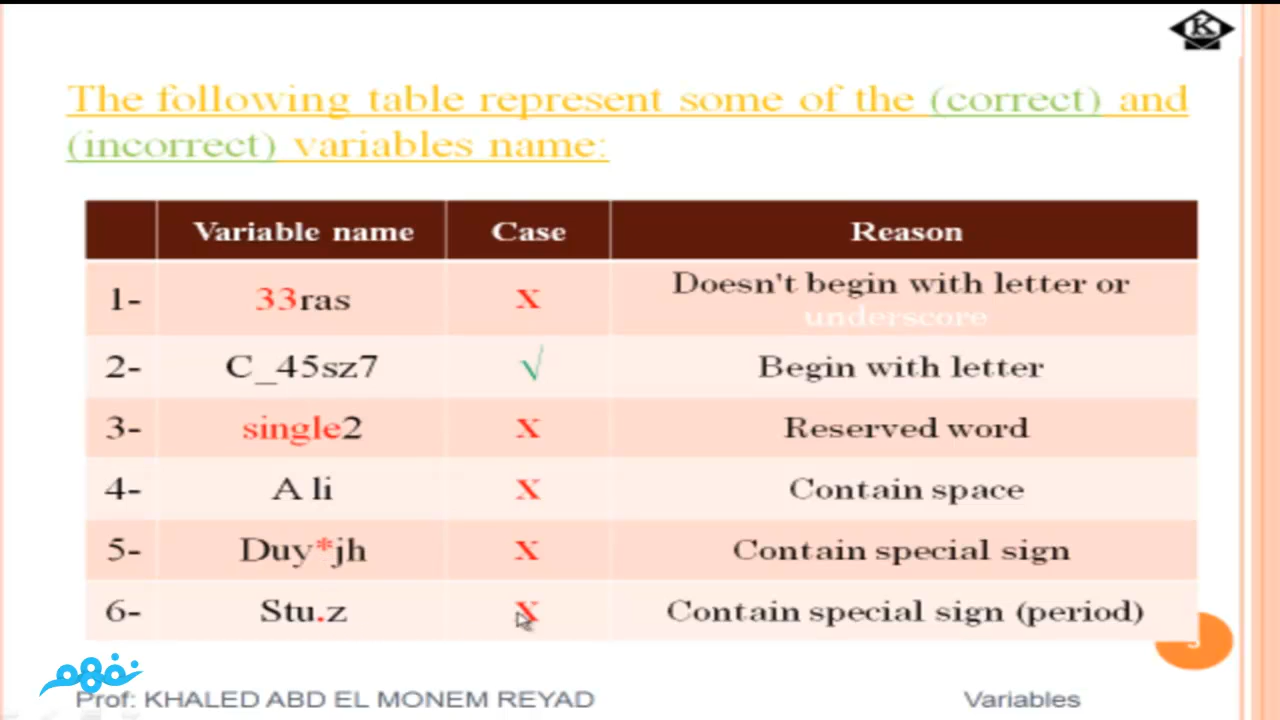 K
The following table represent some of the (correct) and
(incorrect) variables name:
Variable name Case Reason
1- 33ras X Doesn't begin with letter or
underscore
2- C_45sz7 √ Begin with letter
3- single2 X Reserved word
4- A li X Contain space
5- Duy*jh X Contain special sign
6- Stu.z X Contain special sign (period)
نفهم
Prof: KHALED ABD EL MONEM REYAD Variables